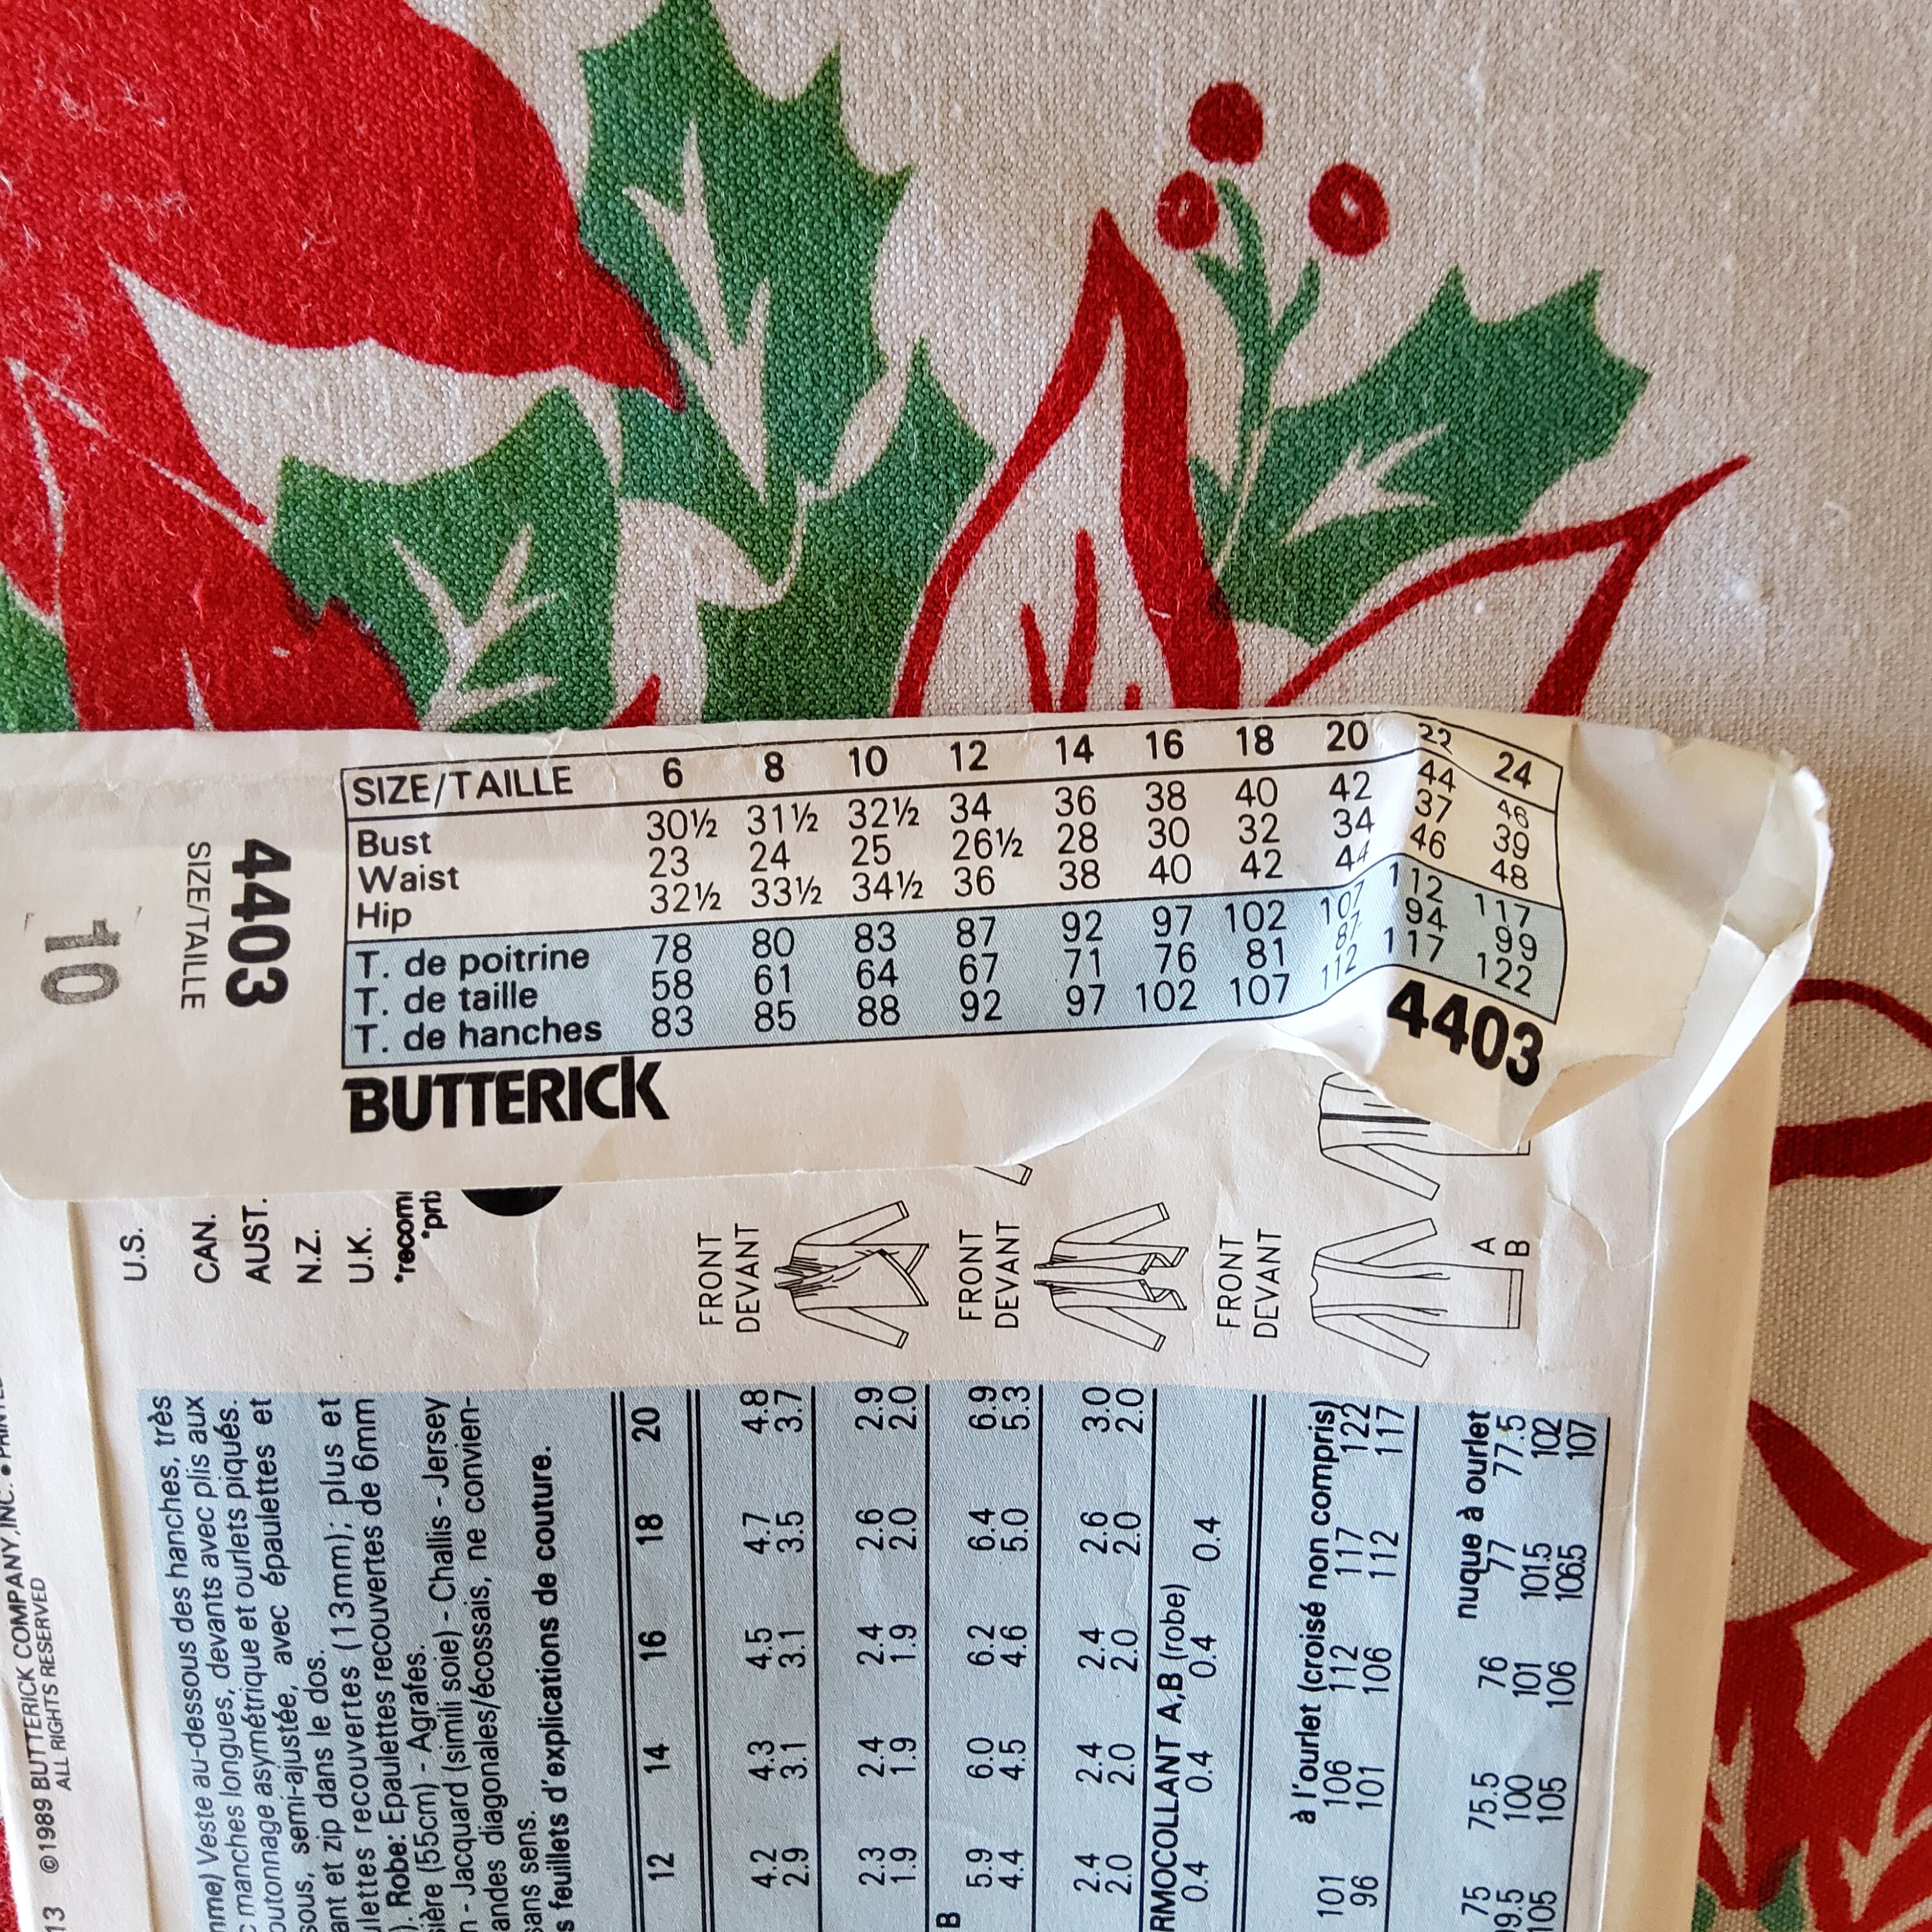 SIZE/TAILLE 6 8 10 12 14 16 18 20 22 24
Bust 30½ 31½ 32½ 34 36 38 40 42 44 46
Waist 23 24 25 26½ 28 30 32 34 37 39
Hip 32½ 33½ 34½ 36 38 40 42 44 46 48
T. de poitrine 78 80 83 87 92 97 102 107 112 117
T. de taille 58 61 64 67 71 76 81 87 94 99
T. de hanches 83 85 88 92 97 102 107 112 117 122
BUTTERICK 4403
10
SIZE/TAILLE
4403
U.S.
CAN.
AUST.
N.Z.
U.K.
FRONT
DEVANT
FRONT
DEVANT
FRONT
DEVANT
A
B
13 ©1989 BUTTERICK COMPANY, INC. •
ALL RIGHTS RESERVED
Veste au-dessous des hanches, très
manches longues, devants avec plis aux
asymétrique et ourlets piqués.
semi-ajustée, avec épaulettes et
et zip dans le dos.
recouvertes (13mm); plus et
Robe: Epaulettes recouvertes de 6mm
(55cm) - Agrafes.
- Jacquard (simili soie) - Challis - Jersey
diagonales/écossais, ne convien-
sans sens.
feuillets d'explications de couture.
12 14 16 18 20
4.2 4.3 4.5 4.7 4.8
2.9 3.1 3.1 3.5 3.7
2.3 2.4 2.4 2.6 2.9
1.9 1.9 1.9 2.0 2.0
B
5.9 6.0 6.2 6.4 6.9
4.4 4.5 4.6 5.0 5.3
2.4 2.4 2.4 2.6 3.0
2.0 2.0 2.0 2.0 2.0
A,B (robe)
0.4 0.4 0.4 0.4
à l'ourlet (croisé non compris)
101 106 112 117 122
96 101 106 112 117
nuque à ourlet
75 75.5 76 77 77.5
100 101 101.5 102
105 105 106 106.5 107